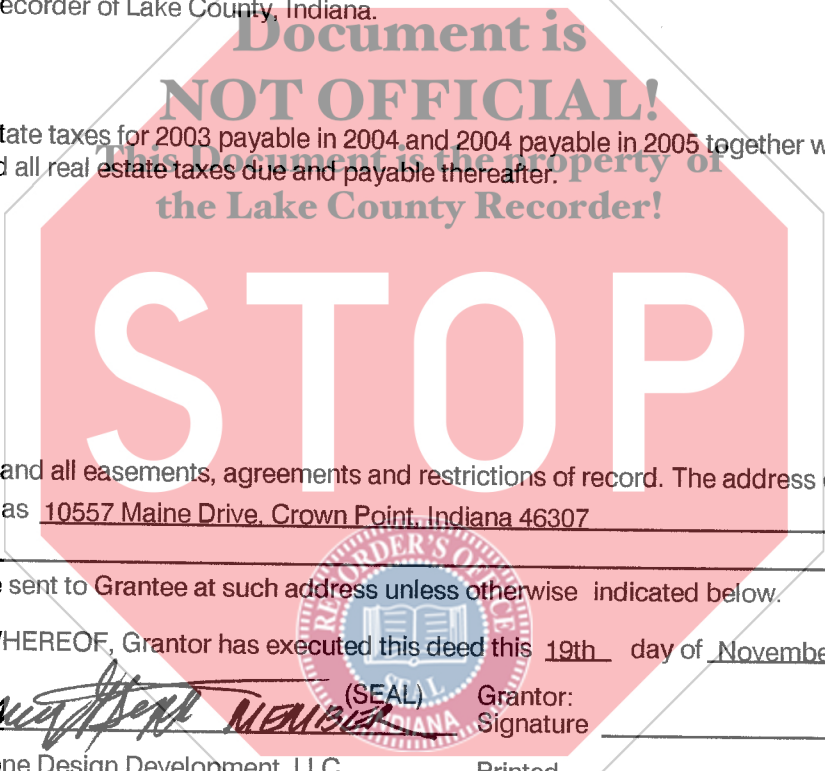 ecorder of Lake County, Indiana.
Document is
NOT OFFICIAL!
tate taxes for 2003 payable in 2004 and 2004 payable in 2005 together w
This Document is the property of
d all real estate taxes due and payable thereafter.
the Lake County Recorder!
STOP
and all easements, agreements and restrictions of record. The address
as 10557 Maine Drive, Crown Point, Indiana 46307
RECORDER'S OFFICE
e sent to Grantee at such address unless otherwise indicated below.
WHEREOF, Grantor has executed this deed this 19th day of Novembe
SEAL
(SEAL) Grantor:
MEMBER Signature
INDIANA
ne Design Development, LLC Printed